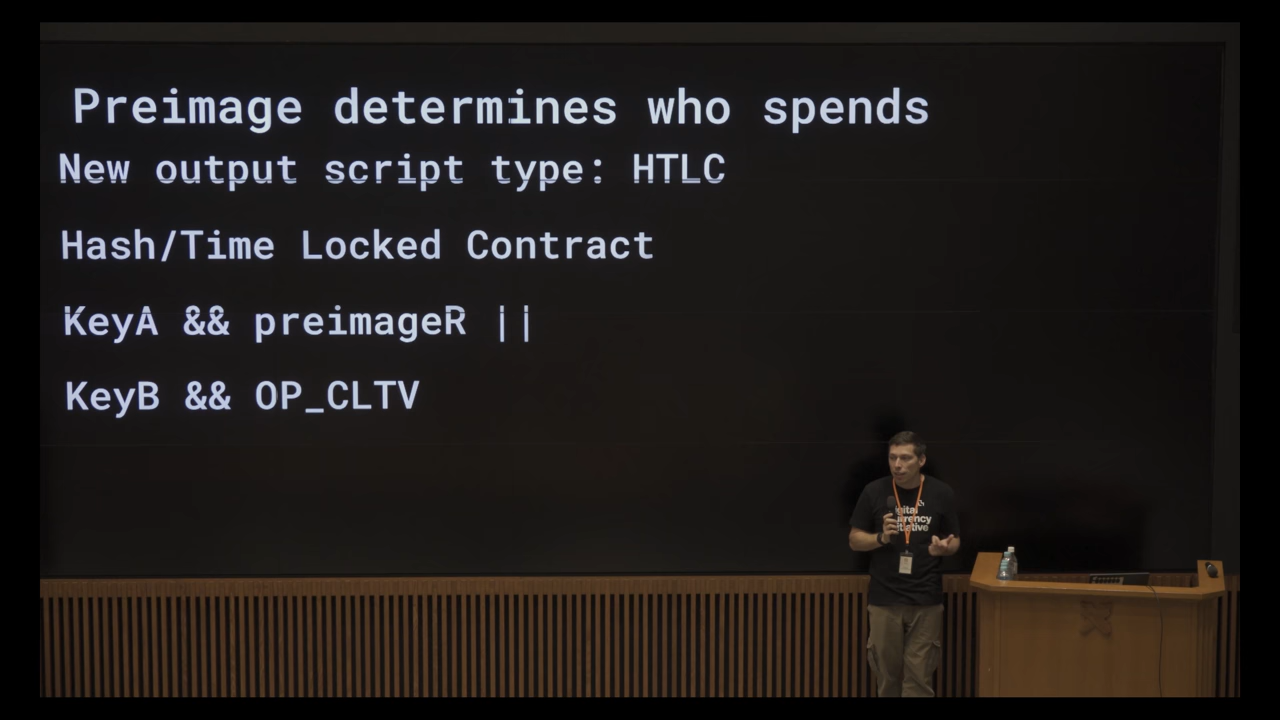 Preimage determines who spends
New output script type: HTLC
Hash/Time Locked Contract
KeyA && preimageR ||
KeyB && OP_CLTV